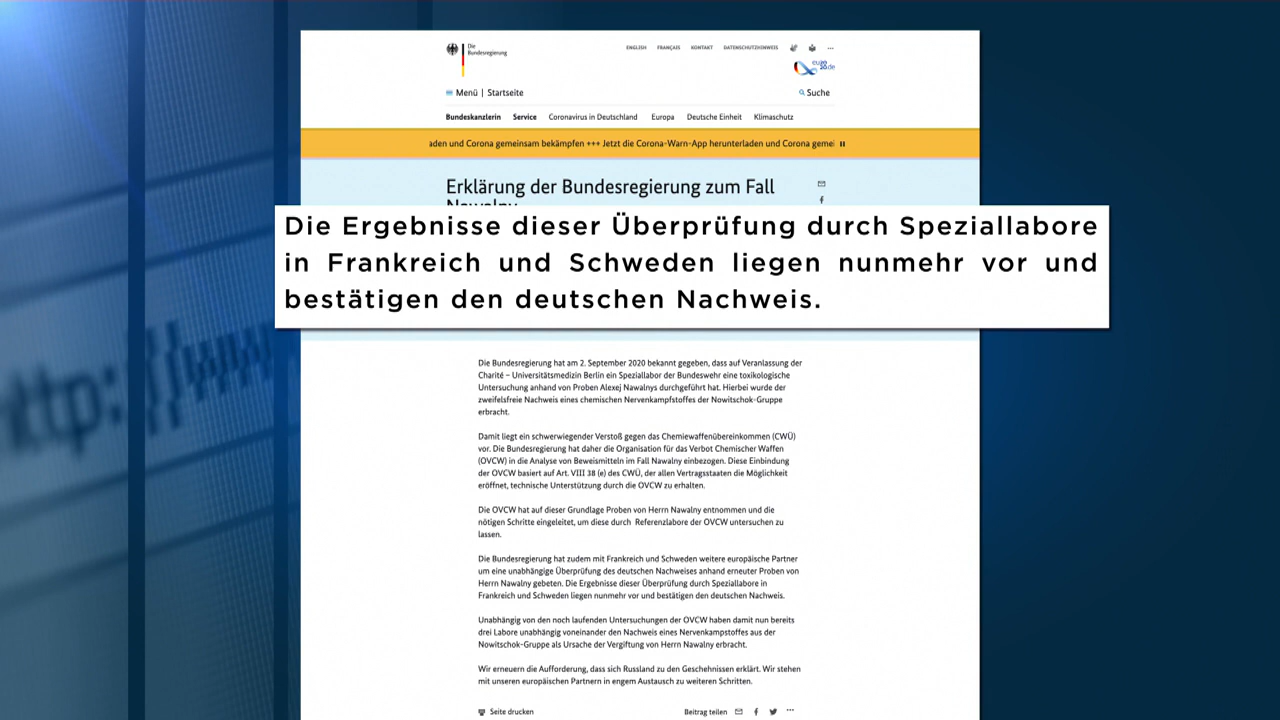 Die
Bundesregierung
ENGLISH FRANÇAIS KONTAKT DATENSCHUTZHINWEIS ...
eu2020.de
Menü | Startseite
Suche
Bundeskanzlerin Service Coronavirus in Deutschland Europa Deutsche Einheit Klimaschutz
aden und Corona gemeinsam bekämpfen +++ Jetzt die Corona-Warn-App herunterladen und Corona gemei
Erklärung der Bundesregierung zum Fall
Nawalny
Die Ergebnisse dieser Überprüfung durch Speziallabore
in Frankreich und Schweden liegen nunmehr vor und
bestätigen den deutschen Nachweis.
Die Bundesregierung hat am 2. September 2020 bekannt gegeben, dass auf Veranlassung der
Charité – Universitätsmedizin Berlin ein Speziallabor der Bundeswehr eine toxikologische
Untersuchung anhand von Proben Alexej Nawalnys durchgeführt hat. Hierbei wurde der
zweifelsfreie Nachweis eines chemischen Nervenkampfstoffes der Nowitschok-Gruppe
erbracht.
Damit liegt ein schwerwiegender Verstoß gegen das Chemiewaffenübereinkommen (CWÜ)
vor. Die Bundesregierung hat daher die Organisation für das Verbot Chemischer Waffen
(OVCW) in die Analyse von Beweismitteln im Fall Nawalny einbezogen. Diese Einbindung
der OVCW basiert auf Art. VIII 38 (e) des CWÜ, der allen Vertragsstaaten die Möglichkeit
eröffnet, technische Unterstützung durch die OVCW zu erhalten.
Die OVCW hat auf dieser Grundlage Proben von Herrn Nawalny entnommen und die
nötigen Schritte eingeleitet, um diese durch Referenzlabore der OVCW untersuchen zu
lassen.
Die Bundesregierung hat zudem mit Frankreich und Schweden weitere europäische Partner
um eine unabhängige Überprüfung des deutschen Nachweises anhand erneuter Proben von
Herrn Nawalny gebeten. Die Ergebnisse dieser Überprüfung durch Speziallabore in
Frankreich und Schweden liegen nunmehr vor und bestätigen den deutschen Nachweis.
Unabhängig von den noch laufenden Untersuchungen der OVCW haben damit nun bereits
drei Labore unabhängig voneinander den Nachweis eines Nervenkampstoffes aus der
Nowitschok-Gruppe als Ursache der Vergiftung von Herrn Nawalny erbracht.
Wir erneuern die Aufforderung, dass sich Russland zu den Geschehnissen erklärt. Wir stehen
mit unseren europäischen Partnern in engem Austausch zu weiteren Schritten.
Seite drucken
Beitrag teilen ...